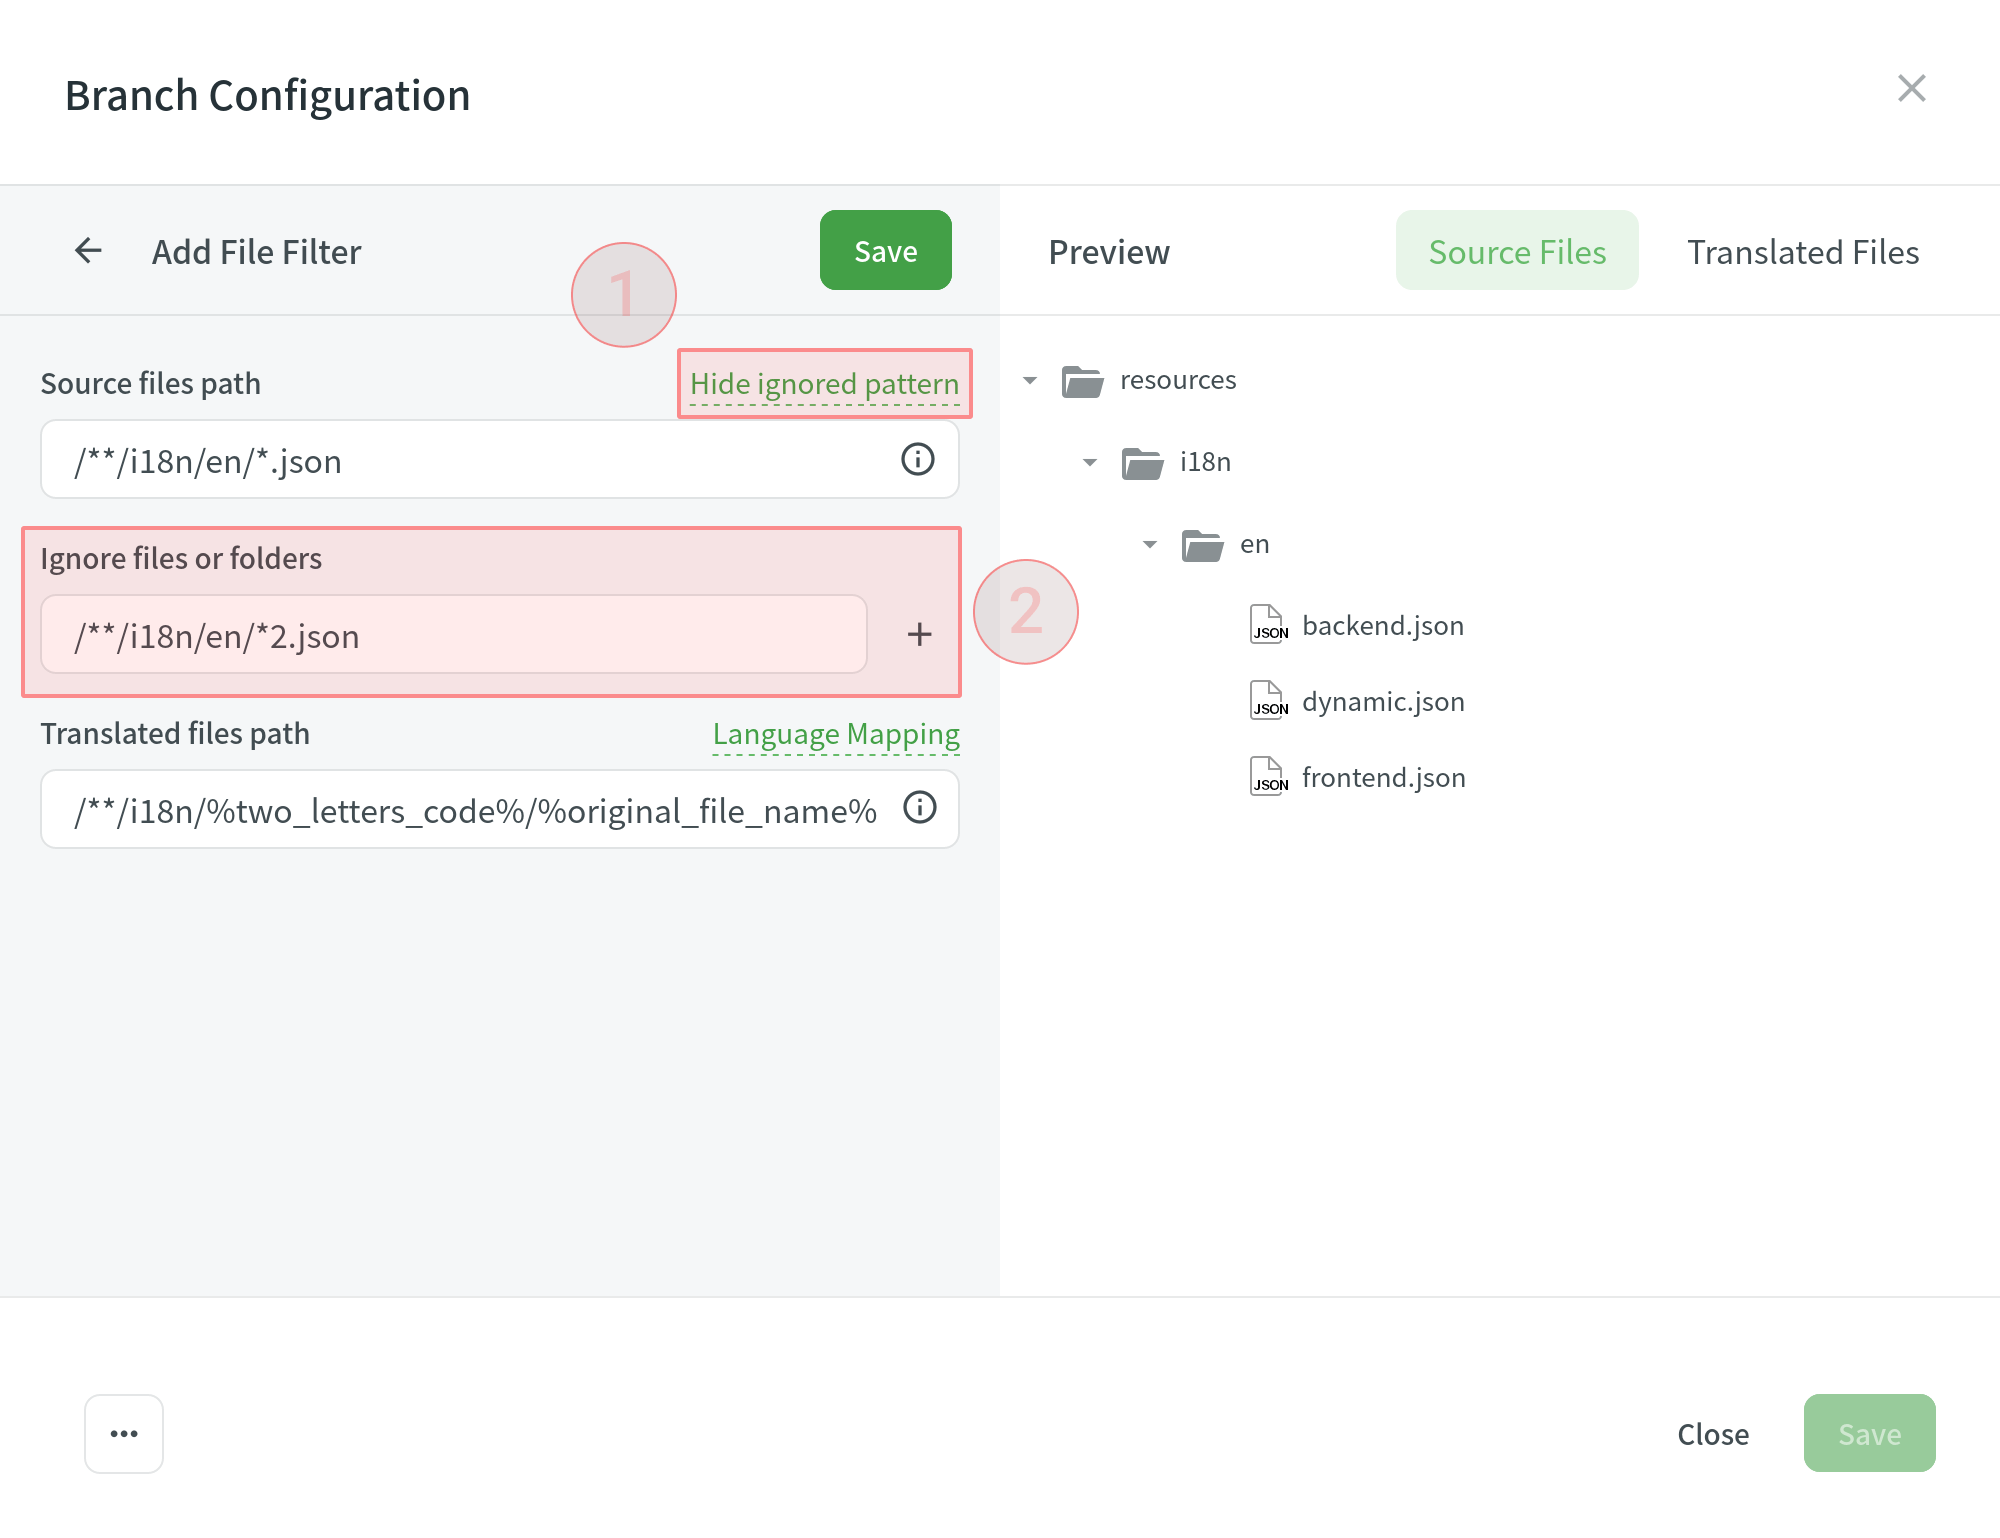 Branch Configuration
Add File Filter
Save
1
Source files path
Hide ignored pattern
/**/i18n/en/*.json
Ignore files or folders
/**/i18n/en/*2.json
2
Translated files path
Language Mapping
/**/i18n/%two_letters_code%/%original_file_name%
Preview
Source Files
Translated Files
resources
i18n
en
JSON backend.json
JSON dynamic.json
JSON frontend.json
Close
Save